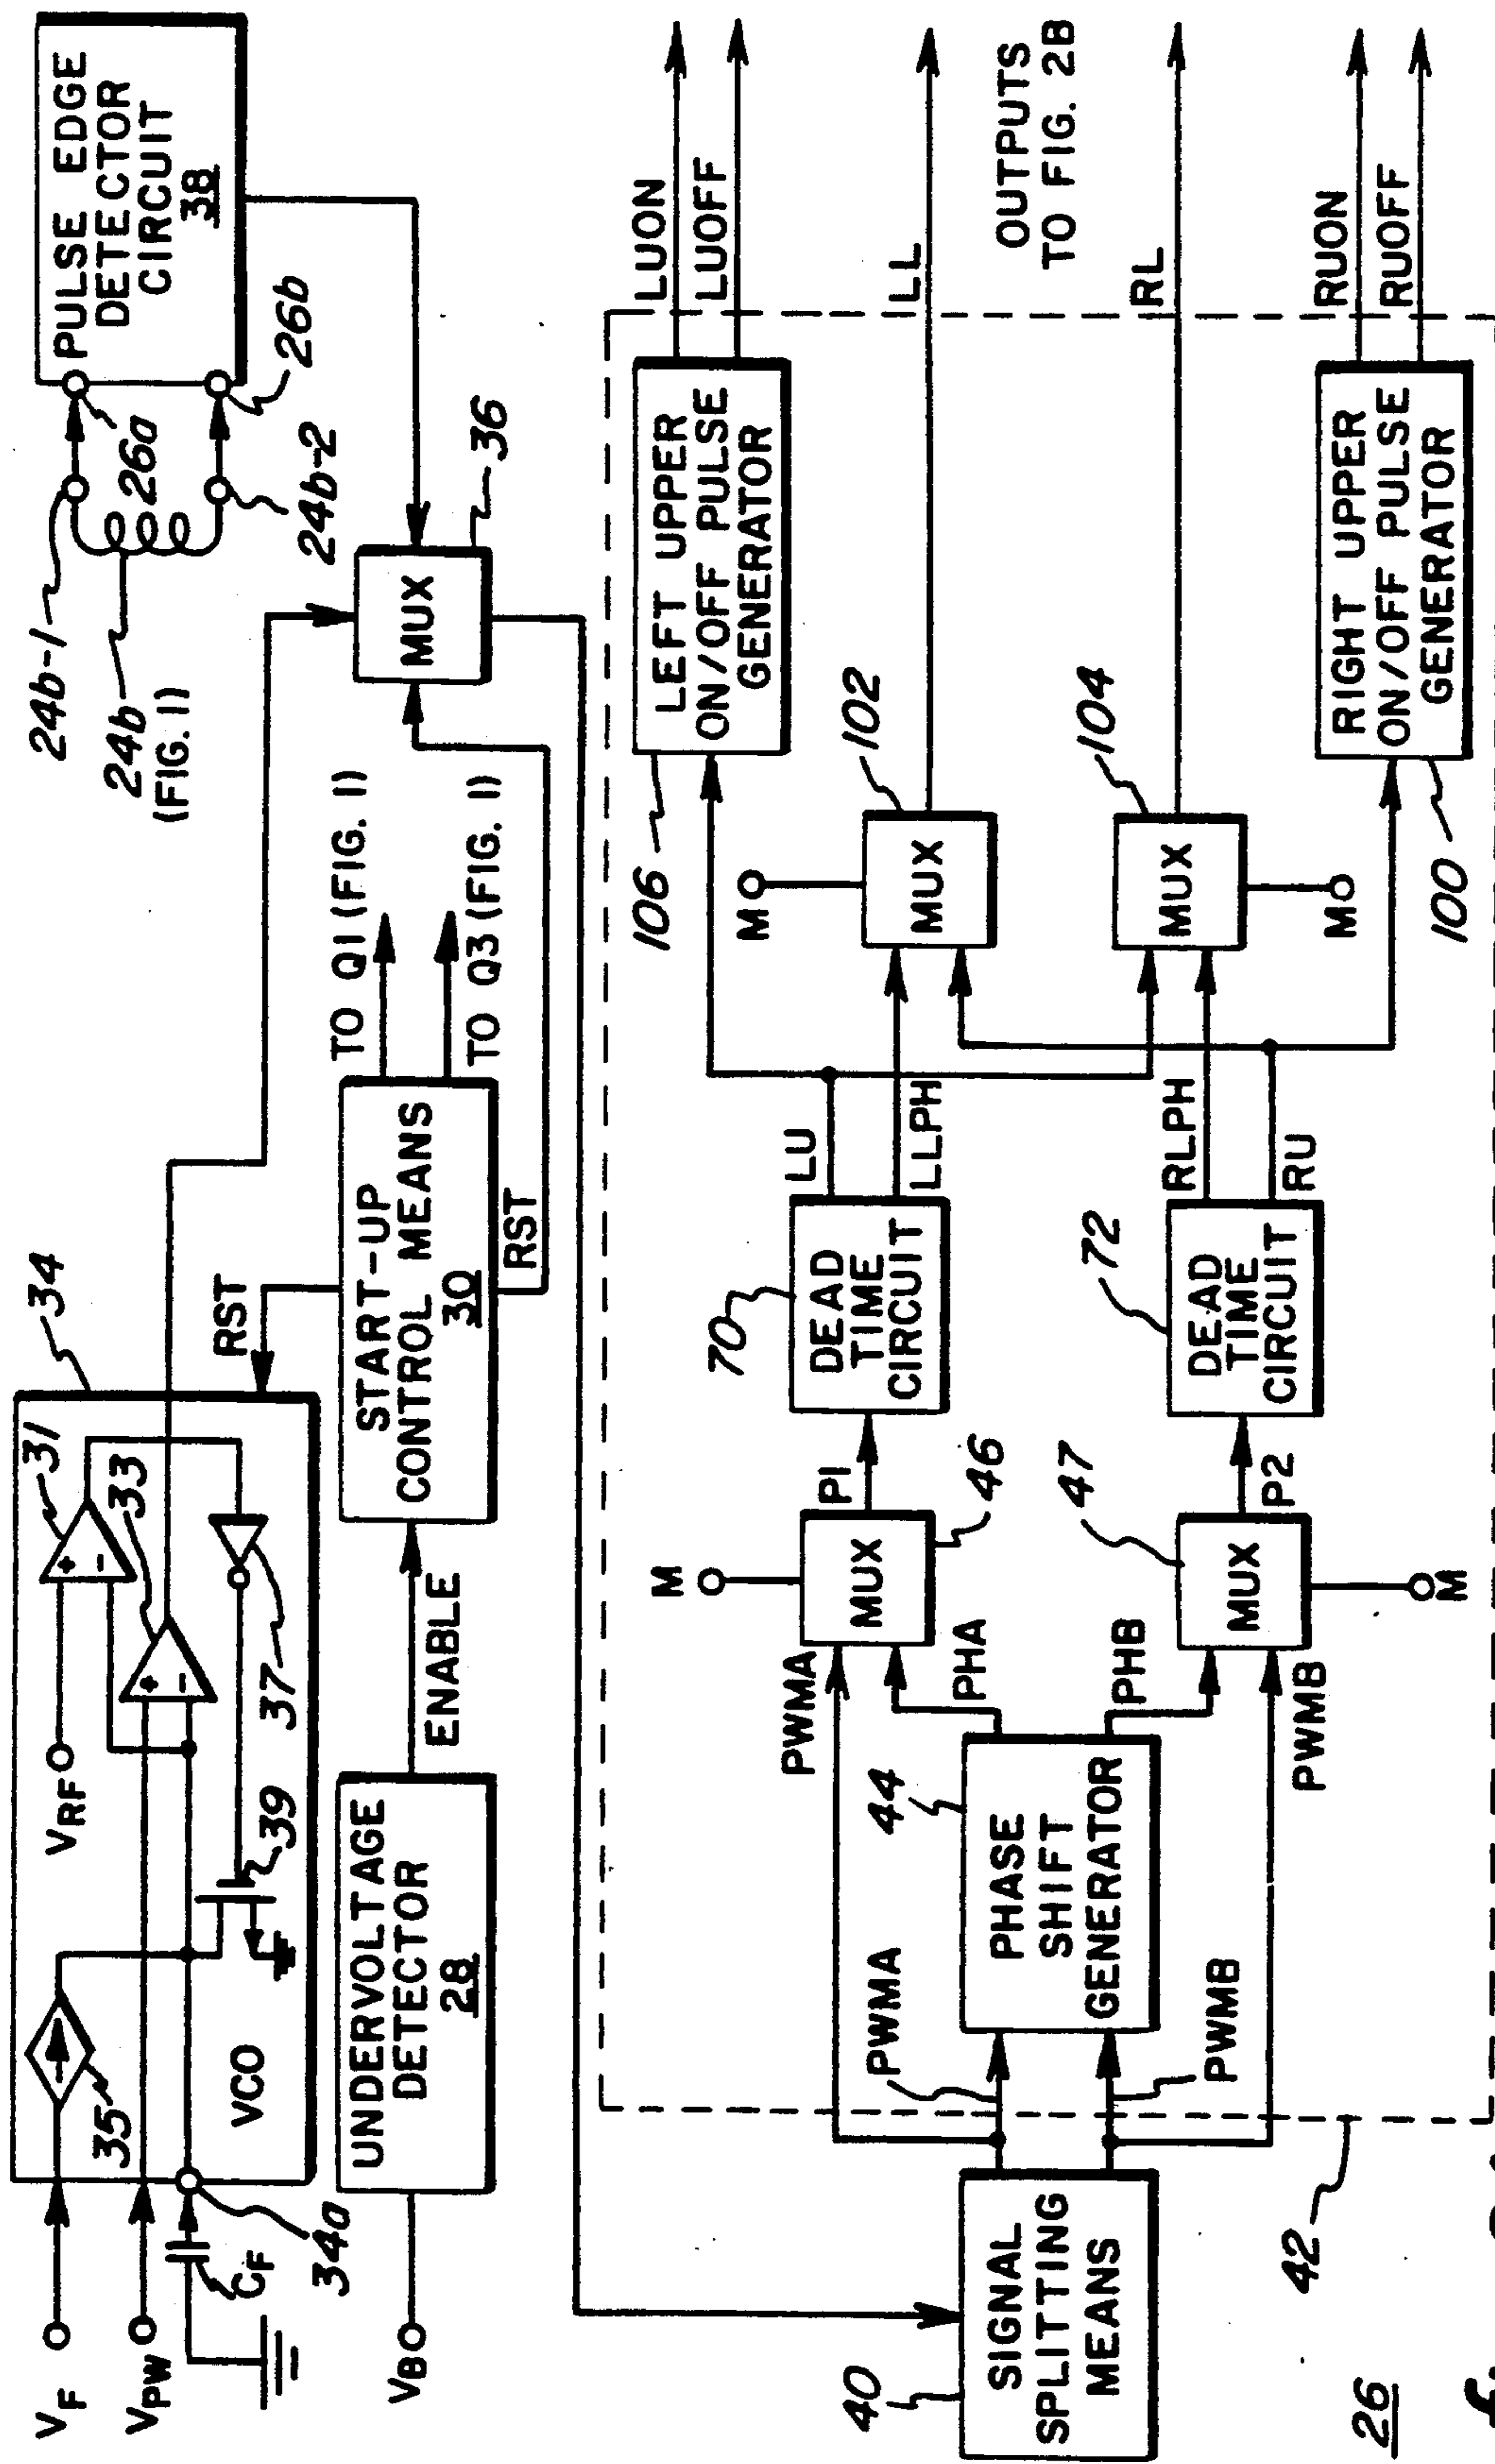 VF
VPW
CF
34a
35
VCO
VRF
39
37
33
31
34
+
-
+
-
RST
VB
UNDERVOLTAGE
DETECTOR
28
ENABLE
START-UP
CONTROL MEANS
30
RST
TO Q1 (FIG. 1)
TO Q3 (FIG. 1)
24b-1
24b
(FIG. 1)
26a
24b-2
26b
PULSE EDGE
DETECTOR
CIRCUIT
38
MUX
36
40
SIGNAL
SPLITTING
MEANS
42
PWMA
PWMB
44
PHASE
SHIFT
GENERATOR
PWMA
PHA
PHB
PWMB
M
MUX
46
47
MUX
M
P1
P2
70
DEAD
TIME
CIRCUIT
72
DEAD
TIME
CIRCUIT
LU
LLPH
RLPH
RU
106
LEFT UPPER
ON/OFF PULSE
GENERATOR
M
MUX
102
104
MUX
M
RIGHT UPPER
ON/OFF PULSE
GENERATOR
100
LUON
LUOFF
LL
OUTPUTS
TO FIG. 2B
RL
RUON
RUOFF
26